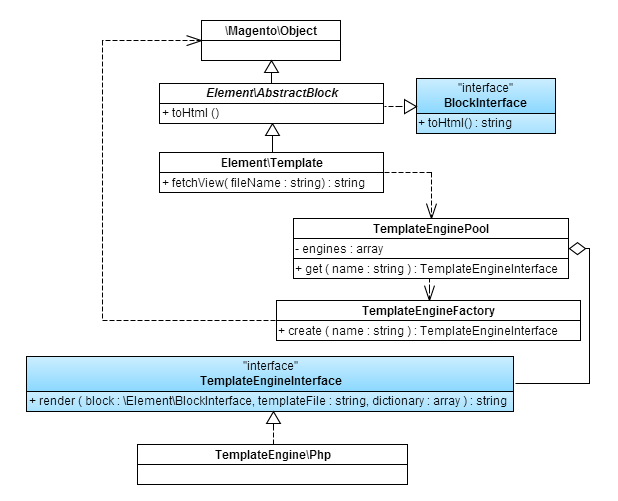 \Magento\Object
Element\AbstractBlock
+ toHtml ()
"interface"
BlockInterface
+ toHtml() : string
Element\Template
+ fetchView( fileName : string) : string
TemplateEnginePool
- engines : array
+ get ( name : string ) : TemplateEngineInterface
TemplateEngineFactory
+ create ( name : string ) : TemplateEngineInterface
"interface"
TemplateEngineInterface
+ render ( block : \Element\BlockInterface, templateFile : string, dictionary : array ) : string
TemplateEngine\Php